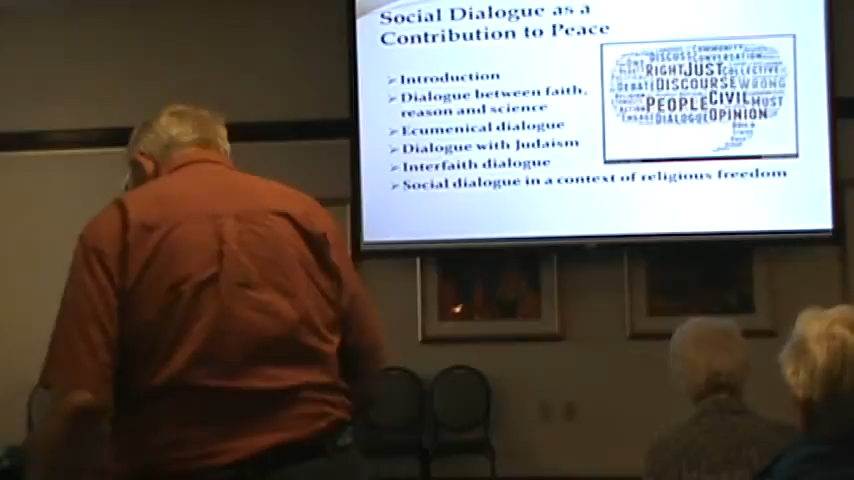 Social Dialogue as a
Contribution to Peace
➢ Introduction
➢ Dialogue between faith,
reason and science
➢ Ecumenical dialogue
➢ Dialogue with Judaism
➢ Interfaith dialogue
➢ Social dialogue in a context of religious freedom
COMMUNITY
DISCUSS CONVERSATION
RIGHT JUST COLLECTIVE
DEBATE DISCOURSE WRONG
PEOPLE CIVIL MUST
DIALOGUE OPINION